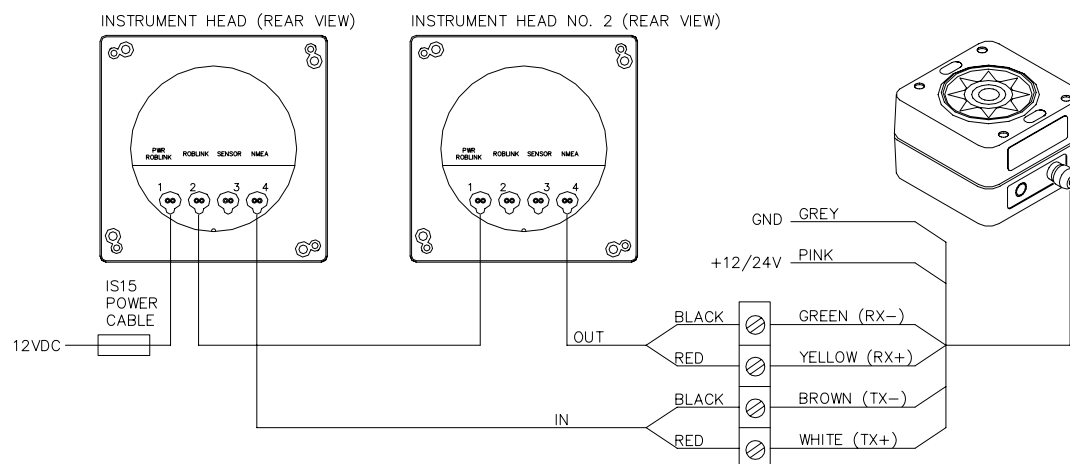 INSTRUMENT HEAD (REAR VIEW)
INSTRUMENT HEAD NO. 2 (REAR VIEW)
PWR ROBLINK SENSOR NMEA
ROBLINK
1 2 3 4
PWR ROBLINK SENSOR NMEA
ROBLINK
1 2 3 4
GND GREY
+12/24V PINK
IS15
POWER
CABLE
12VDC
OUT
BLACK GREEN (RX-)
RED YELLOW (RX+)
IN
BLACK BROWN (TX-)
RED WHITE (TX+)